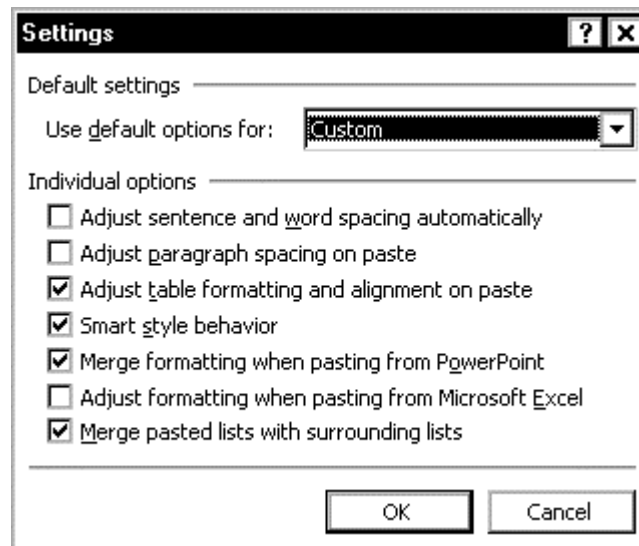 Settings
Default settings
Use default options for: Custom
Individual options
Adjust sentence and word spacing automatically
Adjust paragraph spacing on paste
Adjust table formatting and alignment on paste
Smart style behavior
Merge formatting when pasting from PowerPoint
Adjust formatting when pasting from Microsoft Excel
Merge pasted lists with surrounding lists
OK Cancel